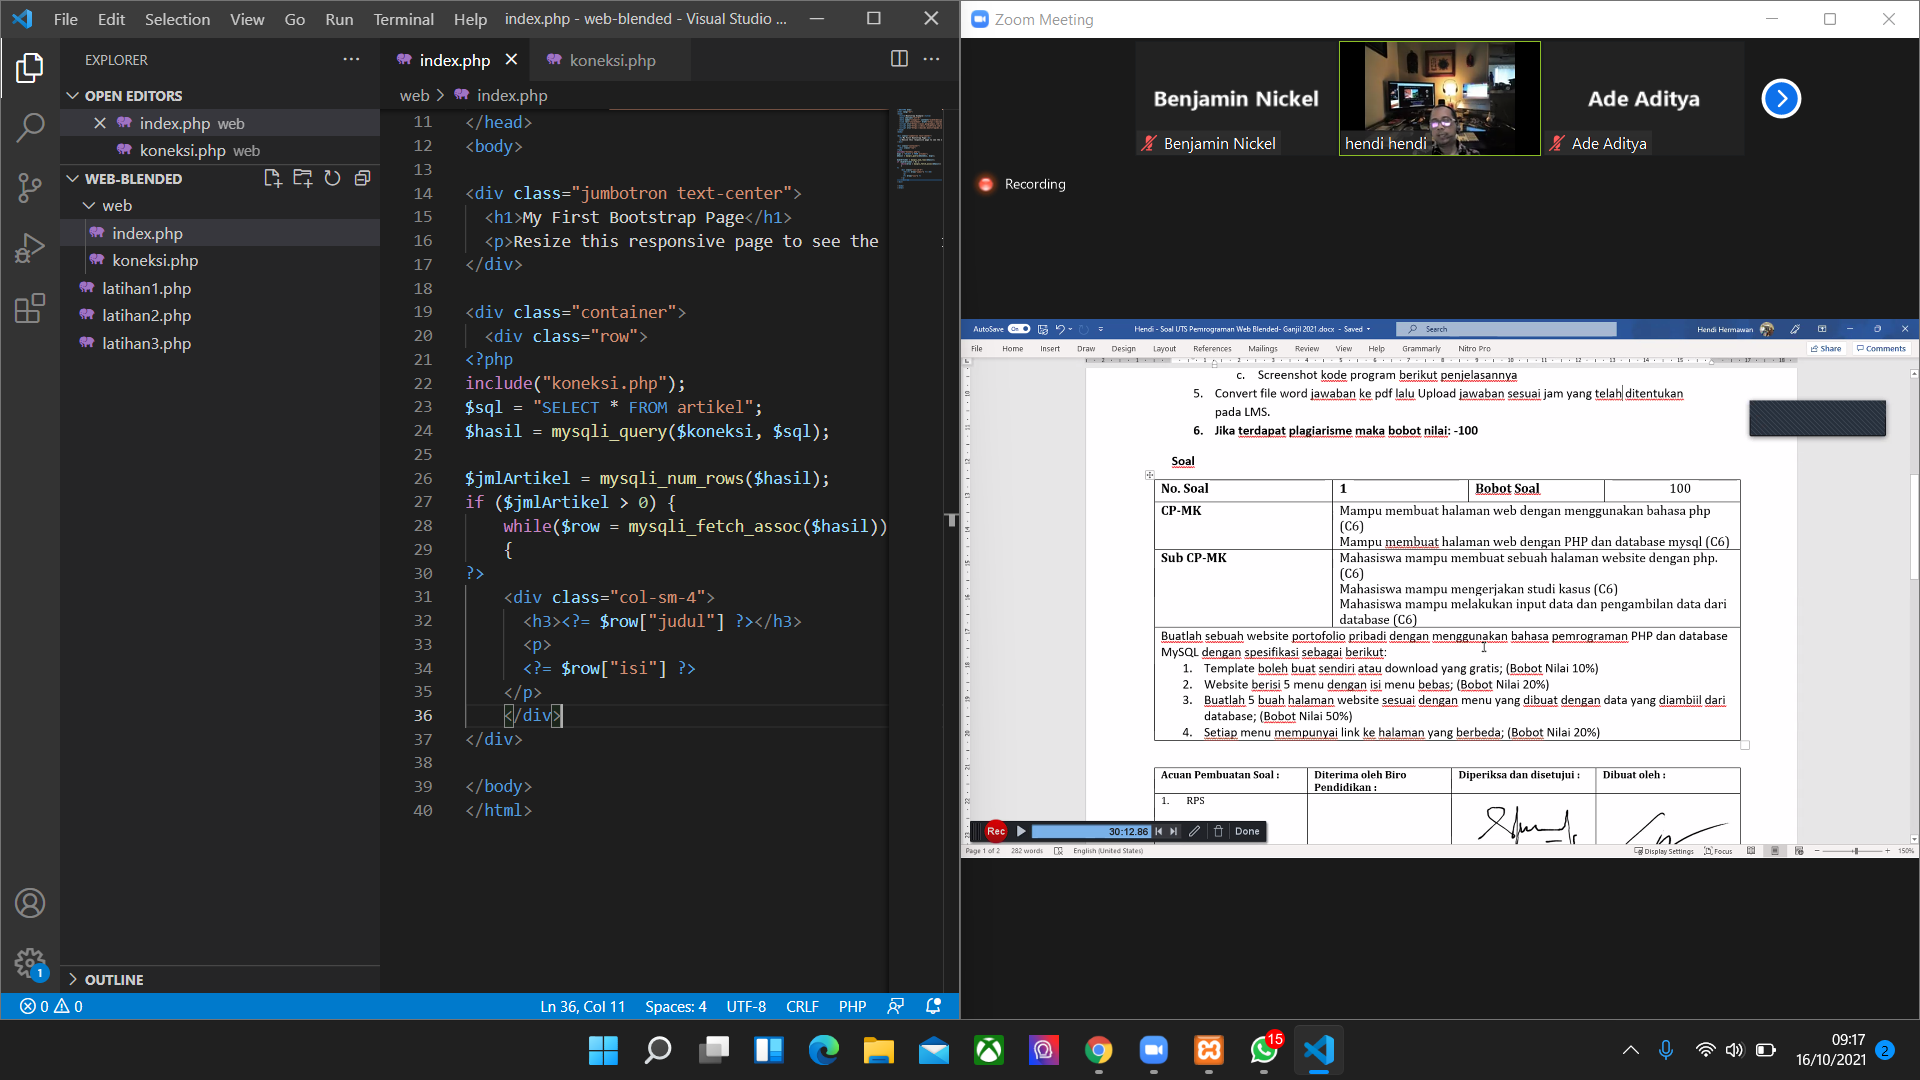 File Edit Selection View Go Run Terminal Help index.php - web-blended - Visual Studio ...
EXPLORER
OPEN EDITORS
index.php web
koneksi.php web
WEB-BLENDED
web
index.php
koneksi.php
latihan1.php
latihan2.php
latihan3.php
OUTLINE
index.php koneksi.php
web > index.php
11 </head>
12 <body>
13
14 <div class="jumbotron text-center">
15 <h1>My First Bootstrap Page</h1>
16 <p>Resize this responsive page to see the
17 </div>
18
19 <div class="container">
20 <div class="row">
21 <?php
22 include("koneksi.php");
23 $sql = "SELECT * FROM artikel";
24 $hasil = mysqli_query($koneksi, $sql);
25
26 $jmlArtikel = mysqli_num_rows($hasil);
27 if ($jmlArtikel > 0) {
28 while($row = mysqli_fetch_assoc($hasil))
29 {
30 ?>
31 <div class="col-sm-4">
32 <h3><?= $row["judul"] ?></h3>
33 <p>
34 <?= $row["isi"] ?>
35 </p>
36 </div>
37 </div>
38
39 </body>
40 </html>
0 0 Ln 36, Col 11 Spaces: 4 UTF-8 CRLF PHP
1
Zoom Meeting
Benjamin Nickel
Benjamin Nickel
hendi hendi
Ade Aditya
Ade Aditya
Recording
AutoSave On Hendi - Soal UTS Pemrograman Web Blended- Ganjil 2021.docx - Saved Search Hendi Hermawan
File Home Insert Draw Design Layout References Mailings Review View Help Grammarly Nitro Pro Share Comments
c. Screenshot kode program berikut penjelasannya
5. Convert file word jawaban ke pdf lalu Upload jawaban sesuai jam yang telah ditentukan
pada LMS.
6. Jika terdapat plagiarisme maka bobot nilai: -100
Soal
No. Soal 1 Bobot Soal 100
CP-MK Mampu membuat halaman web dengan menggunakan bahasa php
(C6)
Mampu membuat halaman web dengan PHP dan database mysql (C6)
Sub CP-MK Mahasiswa mampu membuat sebuah halaman website dengan php.
(C6)
Mahasiswa mampu mengerjakan studi kasus (C6)
Mahasiswa mampu melakukan input data dan pengambilan data dari
database (C6)
Buatlah sebuah website portofolio pribadi dengan menggunakan bahasa pemrograman PHP dan database
MySQL dengan spesifikasi sebagai berikut:
1. Template boleh buat sendiri atau download yang gratis; (Bobot Nilai 10%)
2. Website berisi 5 menu dengan isi menu bebas; (Bobot Nilai 20%)
3. Buatlah 5 buah halaman website sesuai dengan menu yang dibuat dengan data yang diambiil dari
database; (Bobot Nilai 50%)
4. Setiap menu mempunyai link ke halaman yang berbeda; (Bobot Nilai 20%)
Acuan Pembuatan Soal : Diterima oleh Biro Pendidikan : Diperiksa dan disetujui : Dibuat oleh :
1. RPS
Rec 30:12.86 Done
Page 1 of 2 282 words English (United States) Display Settings Focus 150%
15
09:17
16/10/2021
2